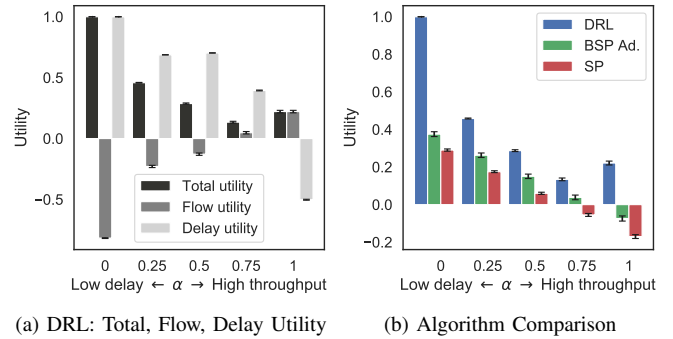 1.0
0.5
0.0
−0.5
Utility
Total utility
Flow utility
Delay utility
0 0.25 0.5 0.75 1
Low delay ← α → High throughput
(a) DRL: Total, Flow, Delay Utility
1.0
0.8
0.6
0.4
0.2
0.0
−0.2
Utility
DRL
BSP Ad.
SP
0 0.25 0.5 0.75 1
Low delay ← α → High throughput
(b) Algorithm Comparison